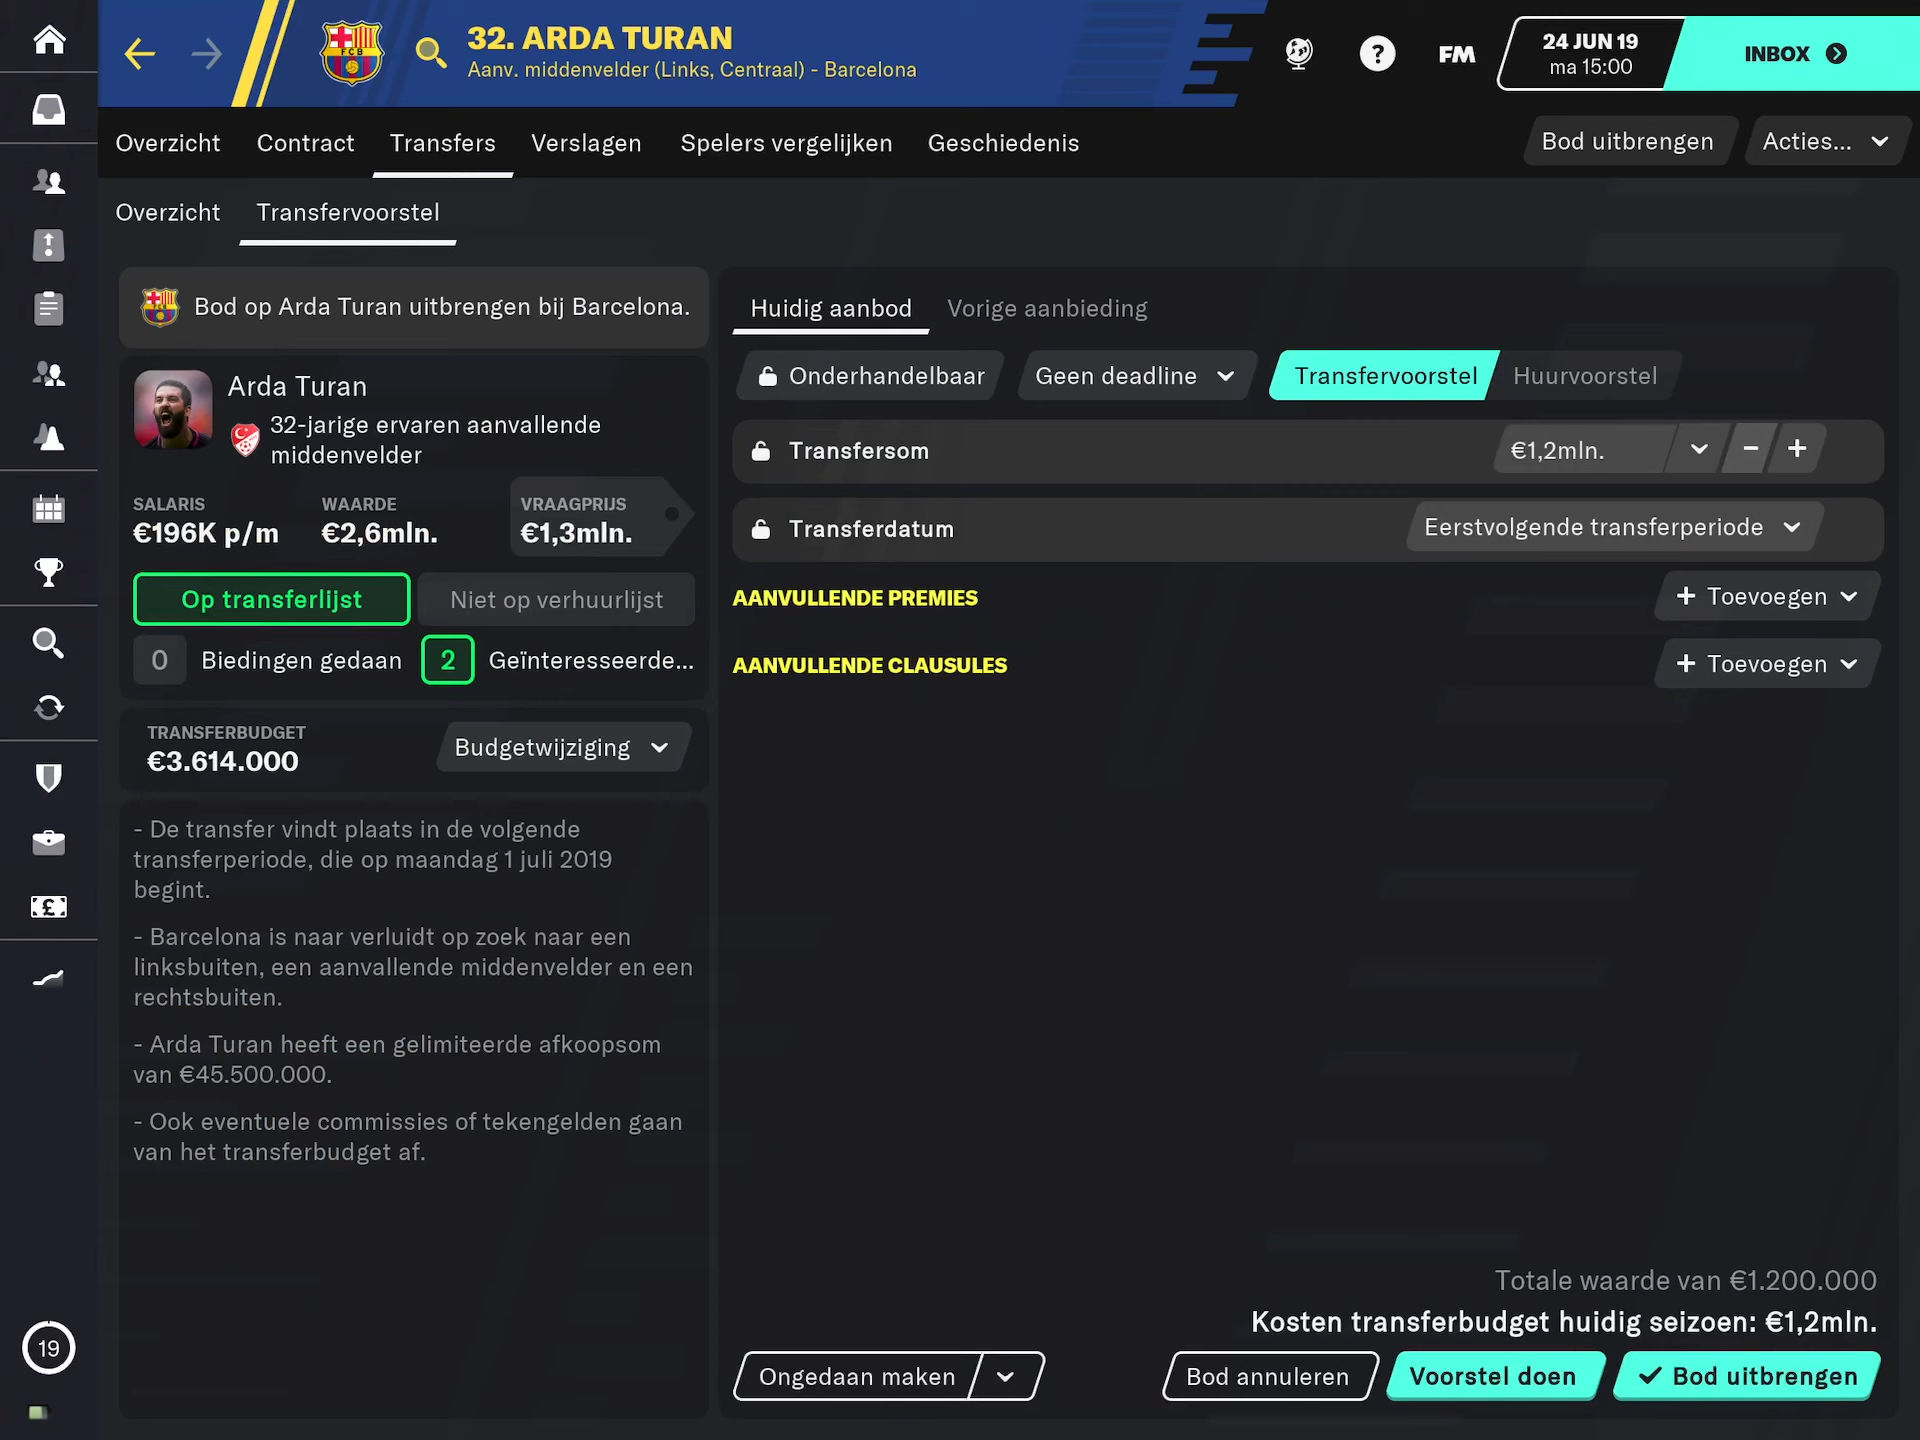 32. ARDA TURAN
Aanv. middenvelder (Links, Centraal) - Barcelona
FCB
?
FM
24 JUN 19
ma 15:00
INBOX
Overzicht
Contract
Transfers
Verslagen
Spelers vergelijken
Geschiedenis
Bod uitbrengen
Acties...
Overzicht
Transfervoorstel
Bod op Arda Turan uitbrengen bij Barcelona.
Arda Turan
32-jarige ervaren aanvallende
middenvelder
SALARIS
€196K p/m
WAARDE
€2,6mln.
VRAAGPRIJS
€1,3mln.
Op transferlijst
Niet op verhuurlijst
0 Biedingen gedaan
2 Geïnteresseerde...
TRANSFERBUDGET
€3.614.000
Budgetwijziging
- De transfer vindt plaats in de volgende
transferperiode, die op maandag 1 juli 2019
begint.
- Barcelona is naar verluidt op zoek naar een
linksbuiten, een aanvallende middenvelder en een
rechtsbuiten.
- Arda Turan heeft een gelimiteerde afkoopsom
van €45.500.000.
- Ook eventuele commissies of tekengelden gaan
van het transferbudget af.
Huidig aanbod
Vorige aanbieding
Onderhandelbaar
Geen deadline
Transfervoorstel
Huurvoorstel
Transfersom
€1,2mln.
Transferdatum
Eerstvolgende transferperiode
AANVULLENDE PREMIES
+ Toevoegen
AANVULLENDE CLAUSULES
+ Toevoegen
Totale waarde van €1.200.000
Kosten transferbudget huidig seizoen: €1,2mln.
Ongedaan maken
Bod annuleren
Voorstel doen
Bod uitbrengen
19